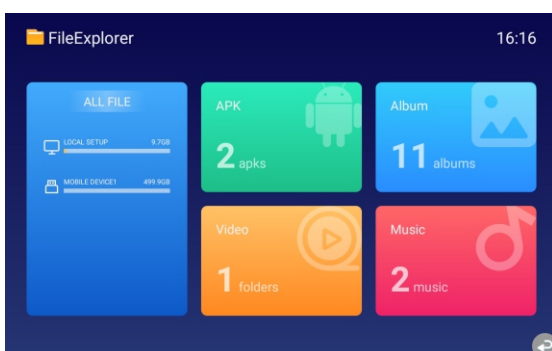 FileExplorer
16:16
ALL FILE
LOCAL SETUP 9.7GB
MOBILE DEVICE1 499.9GB
APK
2 apks
Album
11 albums
Video
1 folders
Music
2 music